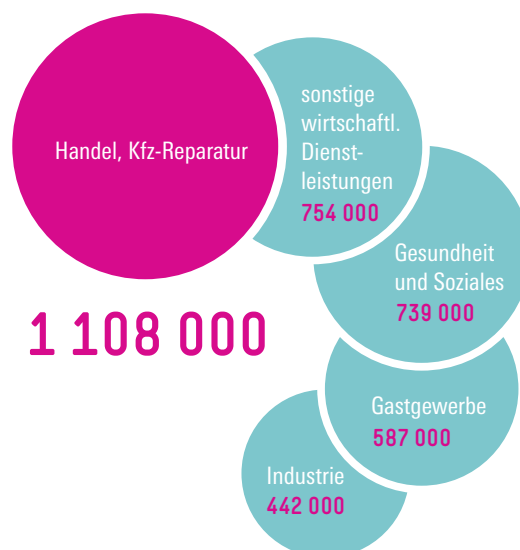 Handel, Kfz-Reparatur
1 108 000
sonstige
wirtschaftl.
Dienst-
leistungen
754 000
Gesundheit
und Soziales
739 000
Gastgewerbe
587 000
Industrie
442 000